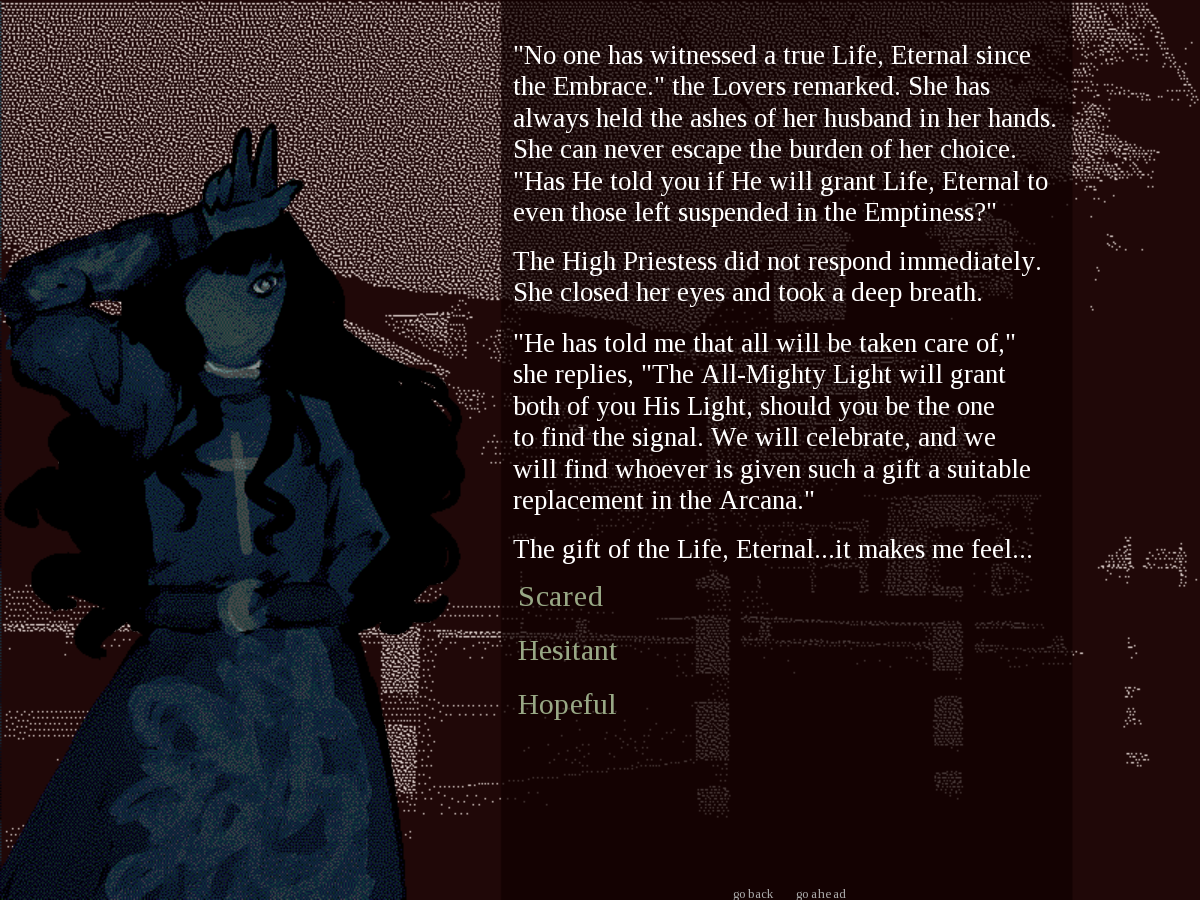 "No one has witnessed a true Life, Eternal since
the Embrace." the Lovers remarked. She has
always held the ashes of her husband in her hands.
She can never escape the burden of her choice.
"Has He told you if He will grant Life, Eternal to
even those left suspended in the Emptiness?"
The High Priestess did not respond immediately.
She closed her eyes and took a deep breath.
"He has told me that all will be taken care of,"
she replies, "The All-Mighty Light will grant
both of you His Light, should you be the one
to find the signal. We will celebrate, and we
will find whoever is given such a gift a suitable
replacement in the Arcana."
The gift of the Life, Eternal...it makes me feel...
Scared
Hesitant
Hopeful
go back go ahead